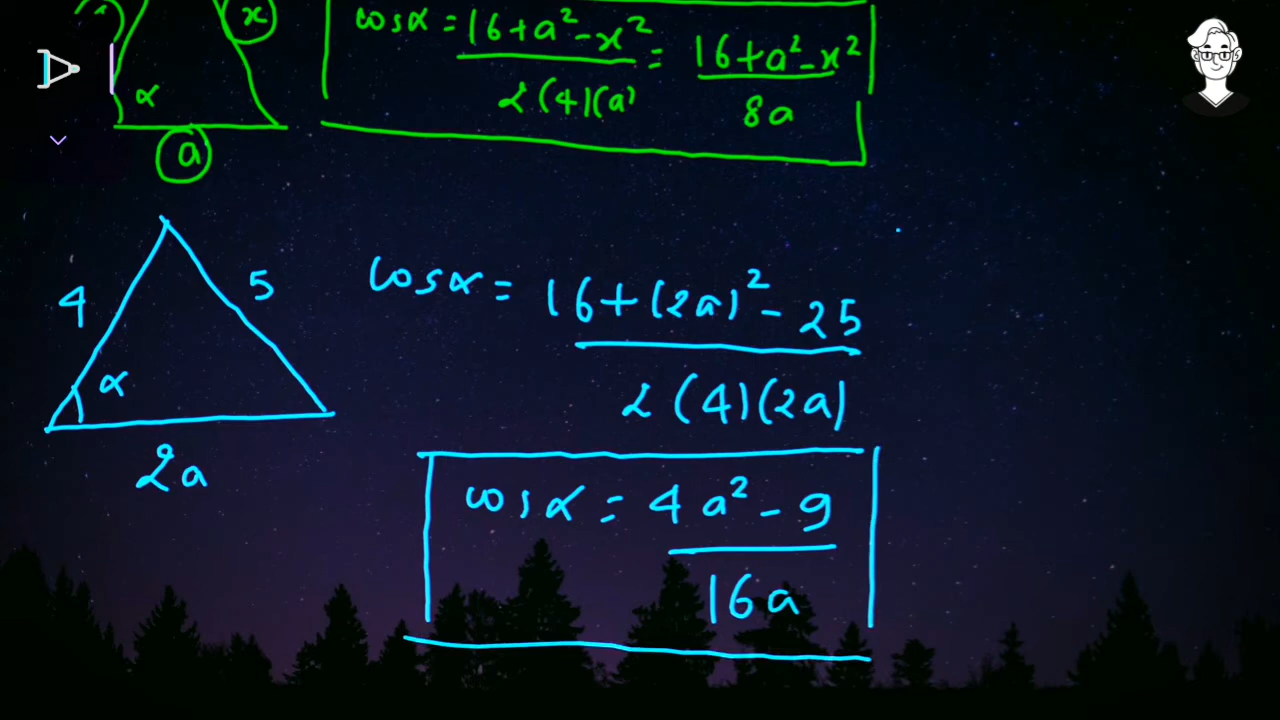 x
cosα = 16+a²-x² / 2(4)(a) = 16+a²-x² / 8a
α
a
4
5
α
2a
cosα = 16+(2a)²-25 / 2(4)(2a)
cosα = 4a²-9 / 16a